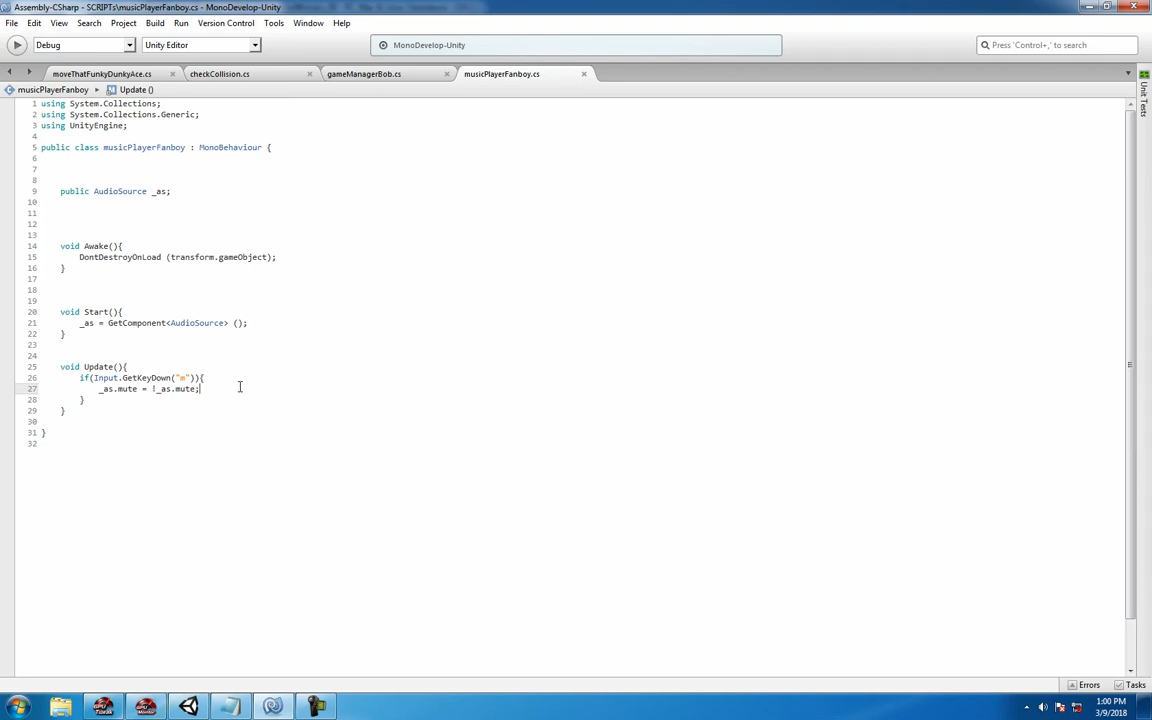 Assembly-CSharp - SCRIPTs\musicPlayerFanboy.cs - MonoDevelop-Unity
File Edit View Search Project Build Run Version Control Tools Window Help
Debug Unity Editor MonoDevelop-Unity Press 'Control+,' to search
moveThatFunkyDunkyAce.cs checkCollision.cs gameManagerBob.cs musicPlayerFanboy.cs
musicPlayerFanboy Update ()
Unit Tests
1 using System.Collections;
2 using System.Collections.Generic;
3 using UnityEngine;
4
5 public class musicPlayerFanboy : MonoBehaviour {
6
7
8
9 public AudioSource _as;
10
11
12
13
14 void Awake(){
15 DontDestroyOnLoad (transform.gameObject);
16 }
17
18
19
20 void Start(){
21 _as = GetComponent<AudioSource> ();
22 }
23
24
25 void Update(){
26 if(Input.GetKeyDown("m")){
27 _as.mute = !_as.mute;
28 }
29 }
30
31 }
32
Errors Tasks
1:00 PM
3/9/2018